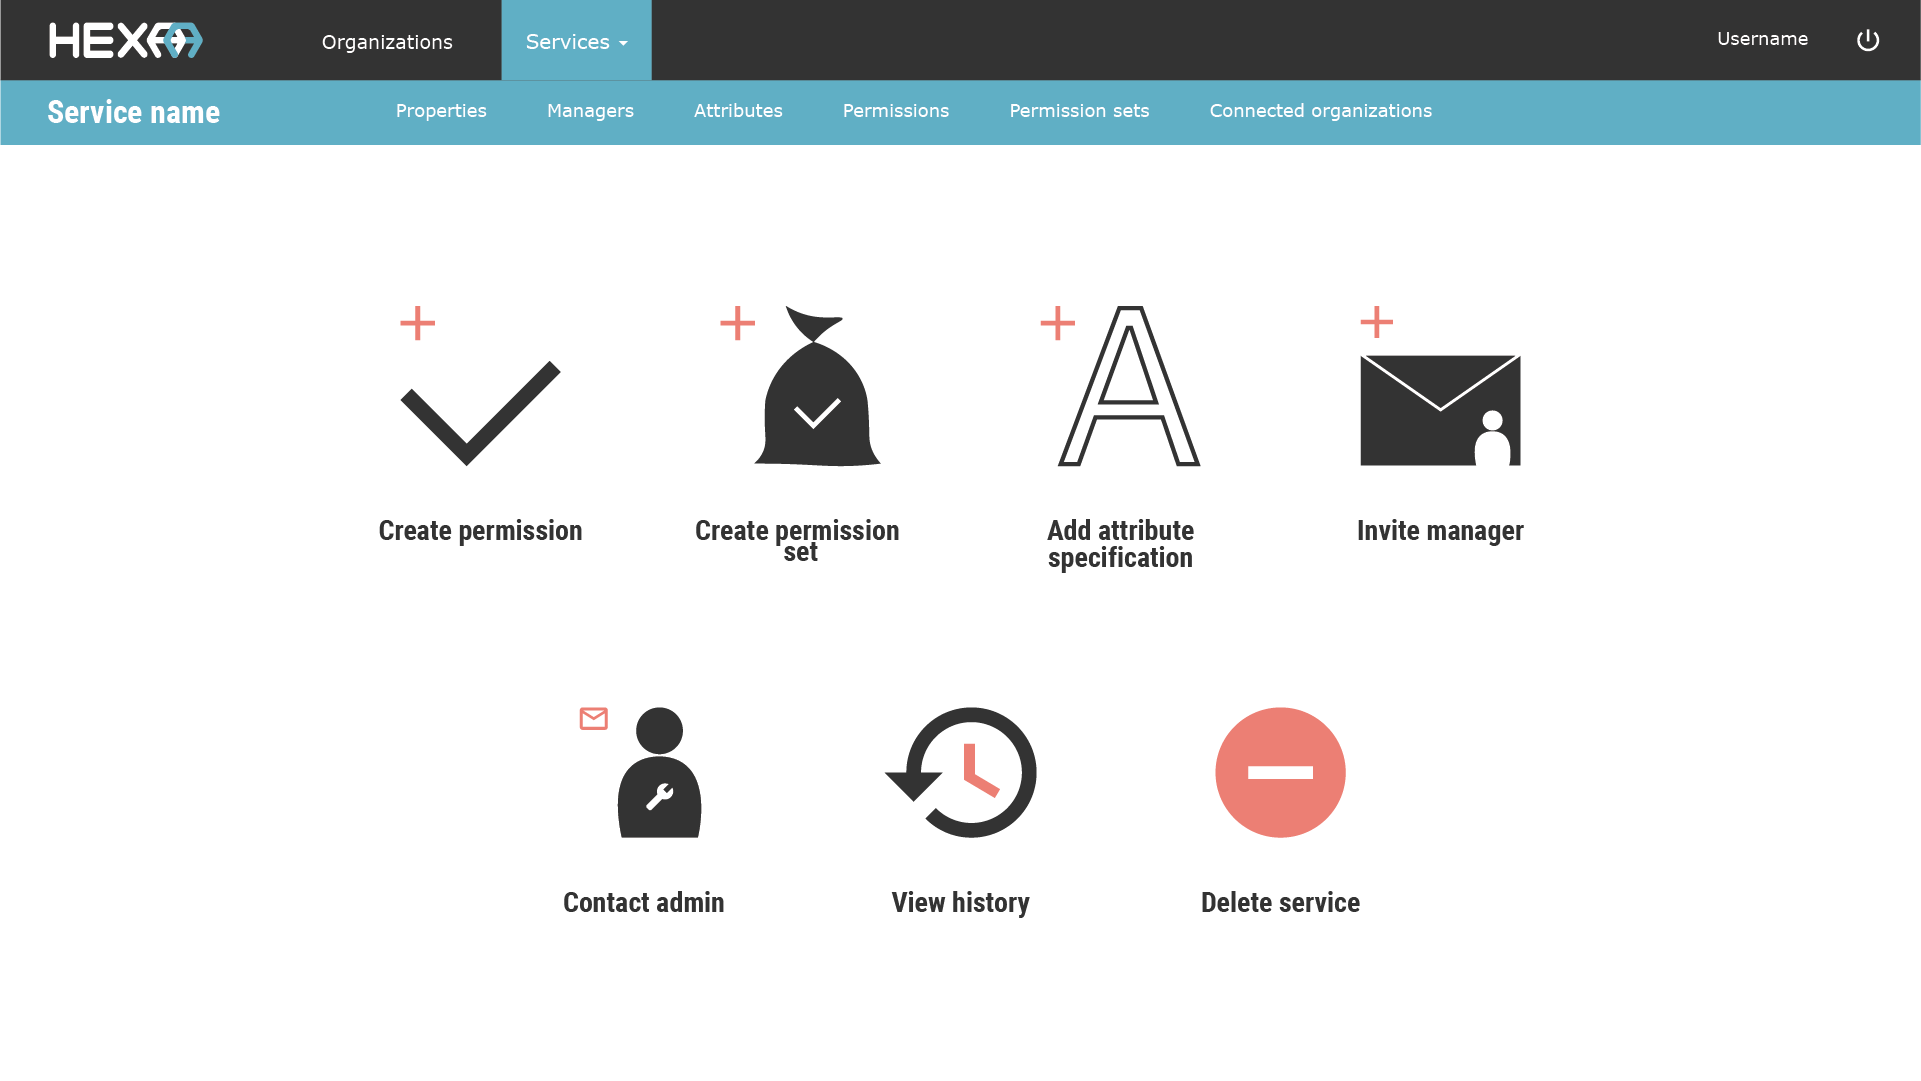 HEXAA
Organizations
Services
Username
Service name
Properties
Managers
Attributes
Permissions
Permission sets
Connected organizations
Create permission
Create permission
set
Add attribute
specification
Invite manager
Contact admin
View history
Delete service